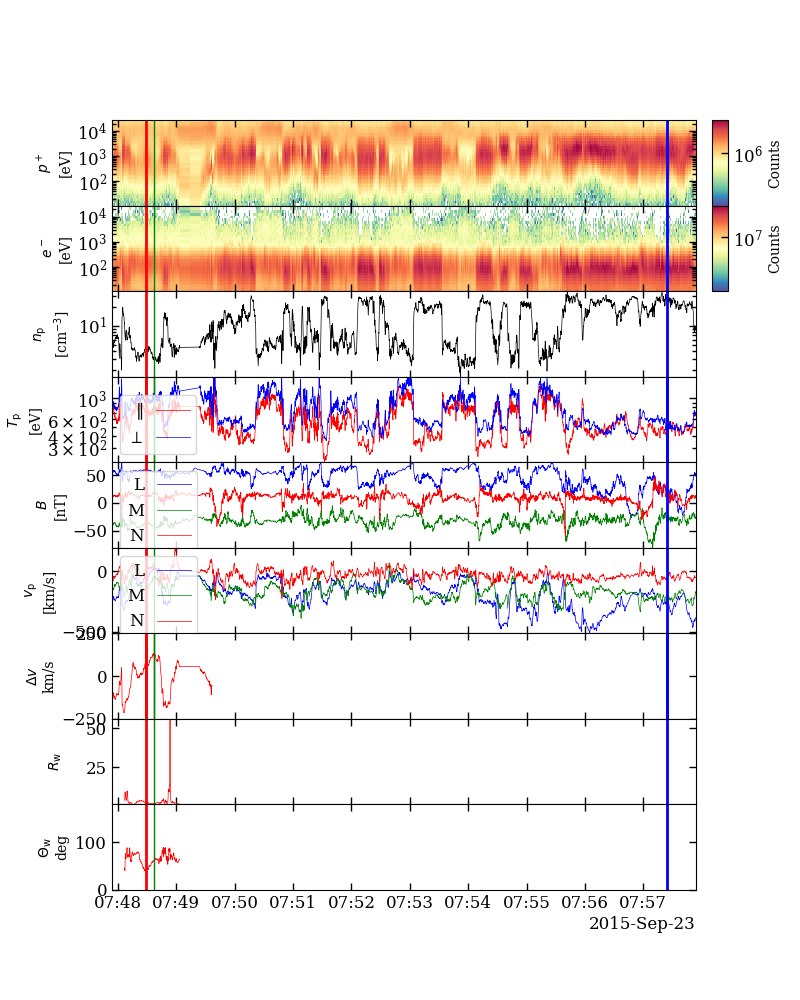 10⁴
10³
10²
p⁺
[eV]
10⁶
Counts
10⁴
10³
10²
e⁻
[eV]
10⁷
Counts
10¹
nₚ
[cm⁻³]
10³
6 × 10²
4 × 10²
3 × 10²
Tₚ
[eV]
∥
⊥
50
0
−50
B
[nT]
L
M
N
0
−500
vₚ
[km/s]
L
M
N
250
0
−250
Δv
km/s
50
25
R_w
100
0
Θ_w
deg
07:48 07:49 07:50 07:51 07:52 07:53 07:54 07:55 07:56 07:57
2015-Sep-23